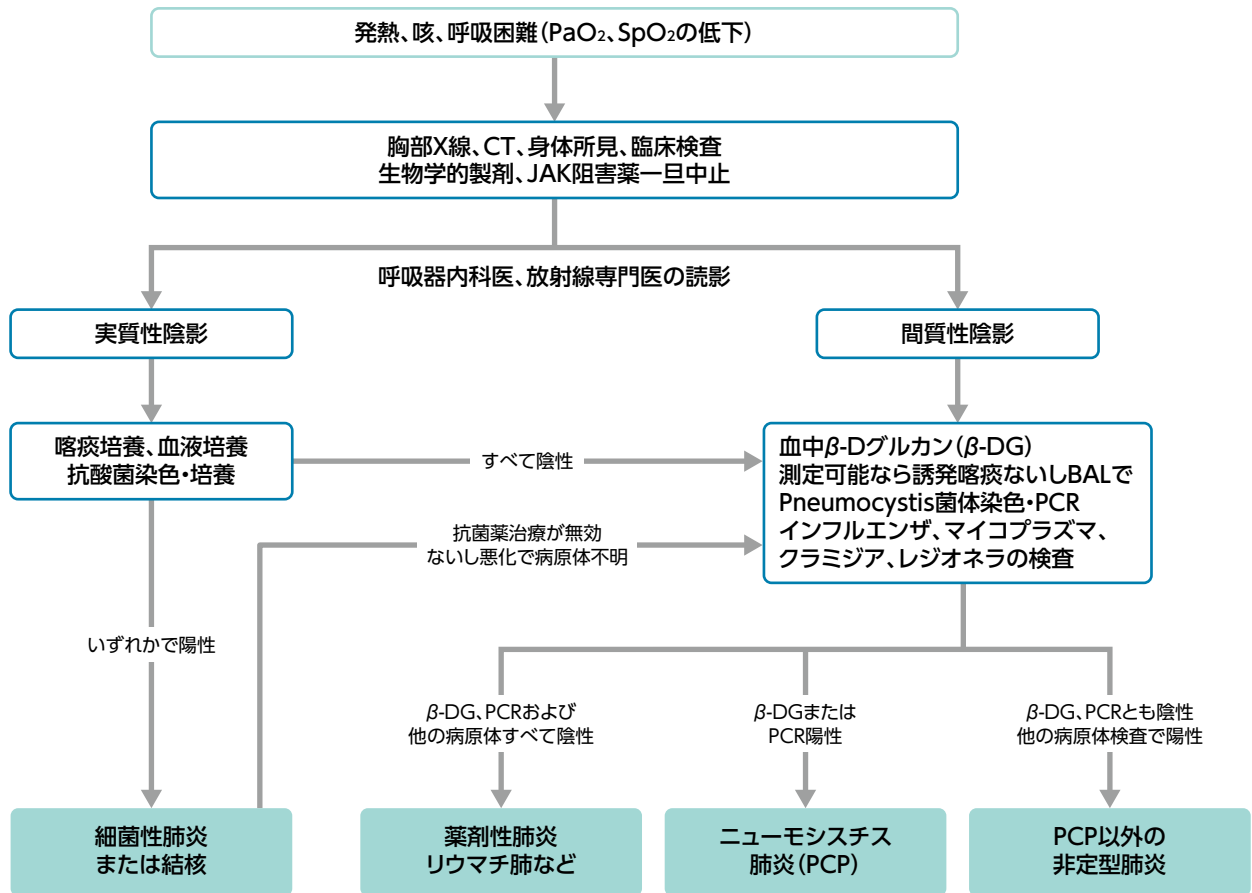 発熱、咳、呼吸困難(PaO₂、SpO₂の低下)
胸部X線、CT、身体所見、臨床検査
生物学的製剤、JAK阻害薬一旦中止
呼吸器内科医、放射線専門医の読影
実質性陰影
間質性陰影
喀痰培養、血液培養
抗酸菌染色・培養
すべて陰性
血中β-Dグルカン(β-DG)
測定可能なら誘発喀痰ないしBALで
Pneumocystis菌体染色・PCR
インフルエンザ、マイコプラズマ、
クラミジア、レジオネラの検査
抗菌薬治療が無効
ないし悪化で病原体不明
いずれかで陽性
β-DG、PCRおよび
他の病原体すべて陰性
β-DGまたは
PCR陽性
β-DG、PCRとも陰性
他の病原体検査で陽性
細菌性肺炎
または結核
薬剤性肺炎
リウマチ肺など
ニューモシスチス
肺炎(PCP)
PCP以外の
非定型肺炎